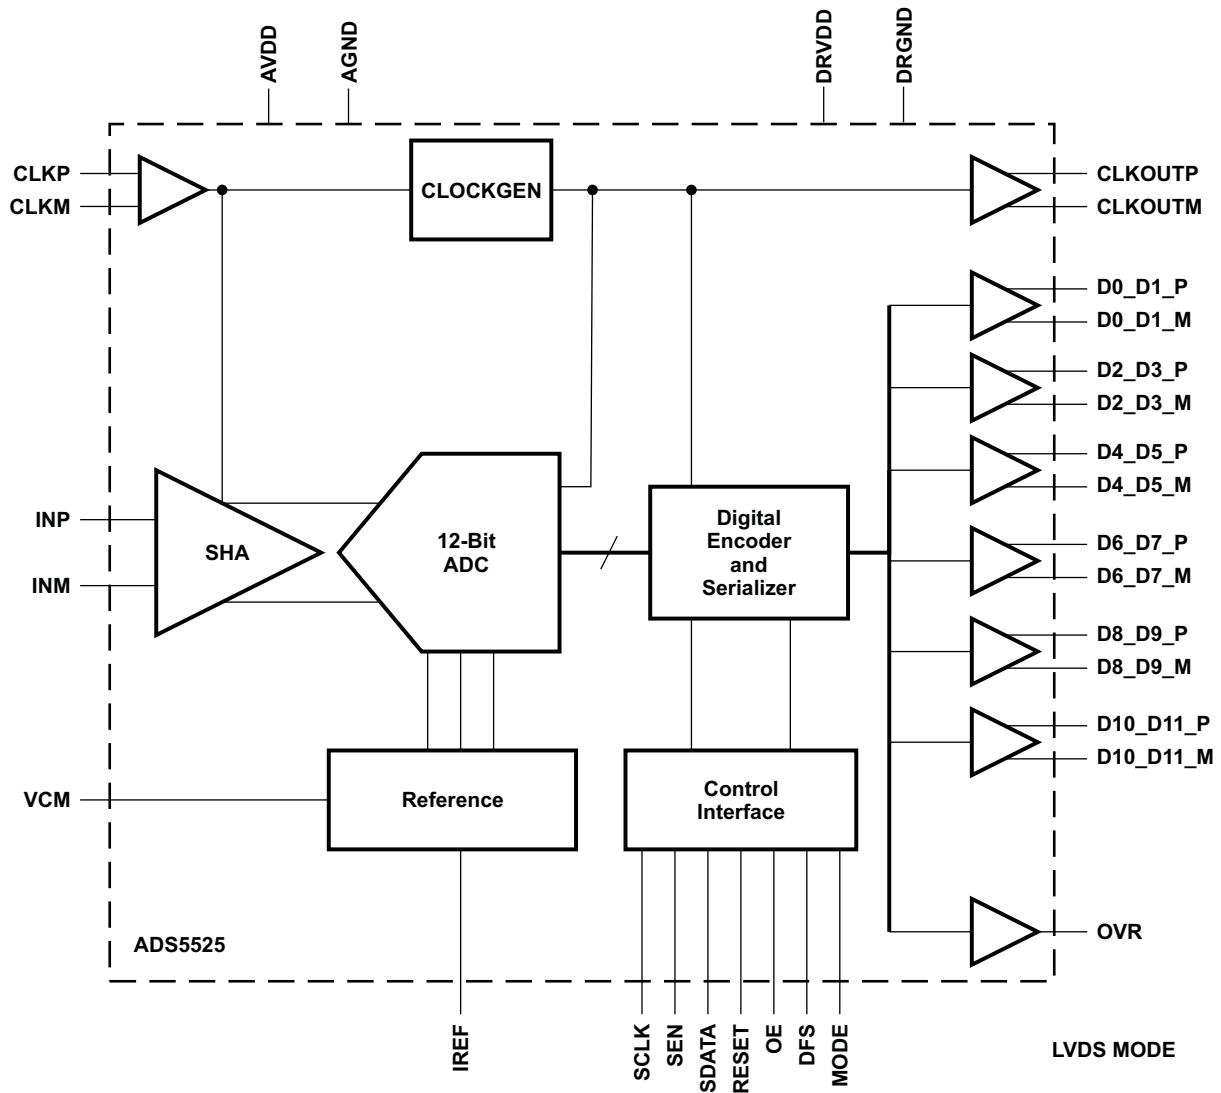 AVDD
AGND
DRVDD
DRGND
CLKP
CLKM
CLOCKGEN
CLKOUTP
CLKOUTM
D0_D1_P
D0_D1_M
D2_D3_P
D2_D3_M
D4_D5_P
D4_D5_M
INP
INM
SHA
12-Bit
ADC
Digital
Encoder
and
Serializer
D6_D7_P
D6_D7_M
D8_D9_P
D8_D9_M
D10_D11_P
D10_D11_M
VCM
Reference
Control
Interface
OVR
ADS5525
IREF
SCLK
SEN
SDATA
RESET
OE
DFS
MODE
LVDS MODE